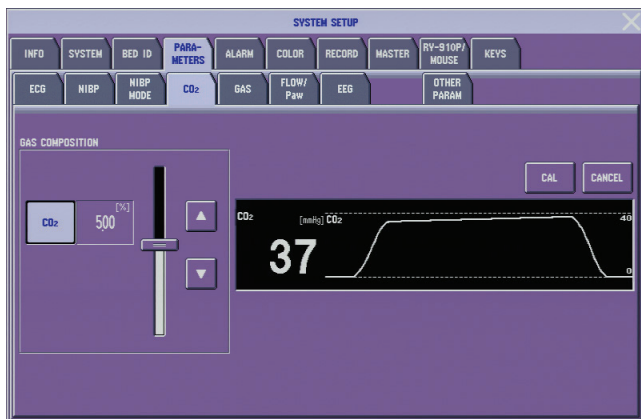 SYSTEM SETUP
INFO SYSTEM BED ID PARA-METERS ALARM COLOR RECORD MASTER RY-910P/MOUSE KEYS
ECG NIBP NIBP MODE CO₂ GAS FLOW/Paw EEG OTHER PARAM
GAS COMPOSITION
CO₂ 5.00 [%]
CAL CANCEL
CO₂ [mmHg] CO₂ 40
37
0